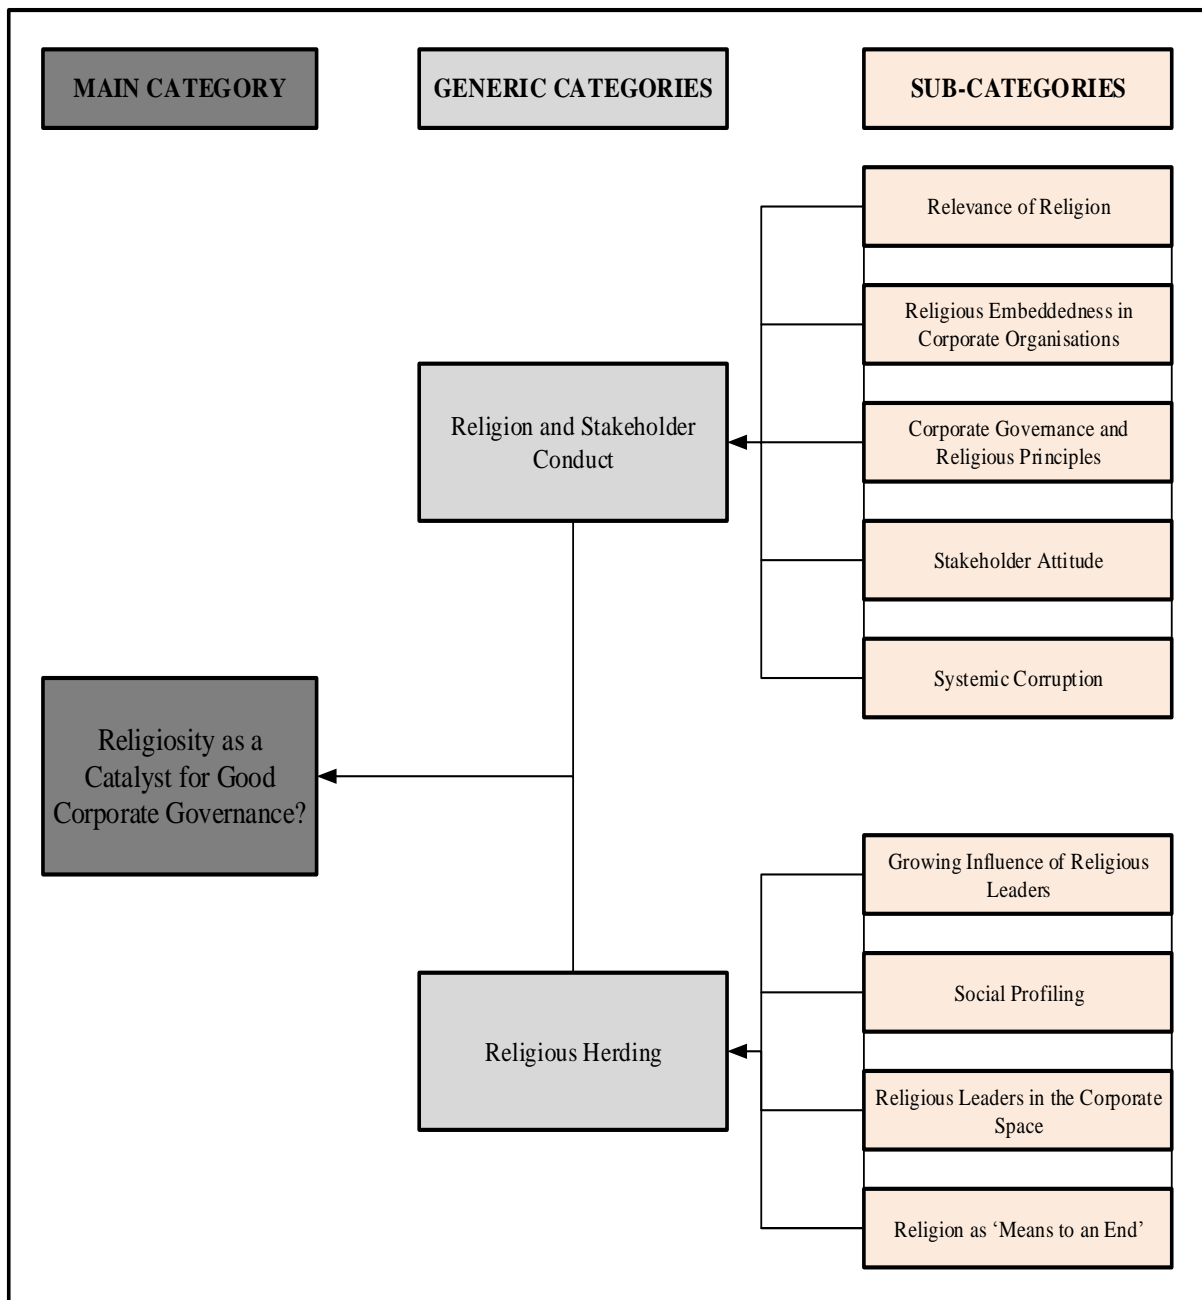 MAIN CATEGORY
GENERIC CATEGORIES
SUB-CATEGORIES
Relevance of Religion
Religious Embeddedness in
Corporate Organisations
Religion and Stakeholder
Conduct
Corporate Governance and
Religious Principles
Stakeholder Attitude
Systemic Corruption
Religiosity as a
Catalyst for Good
Corporate Governance?
Growing Influence of Religious
Leaders
Social Profiling
Religious Herding
Religious Leaders in the Corporate
Space
Religion as ‘Means to an End’